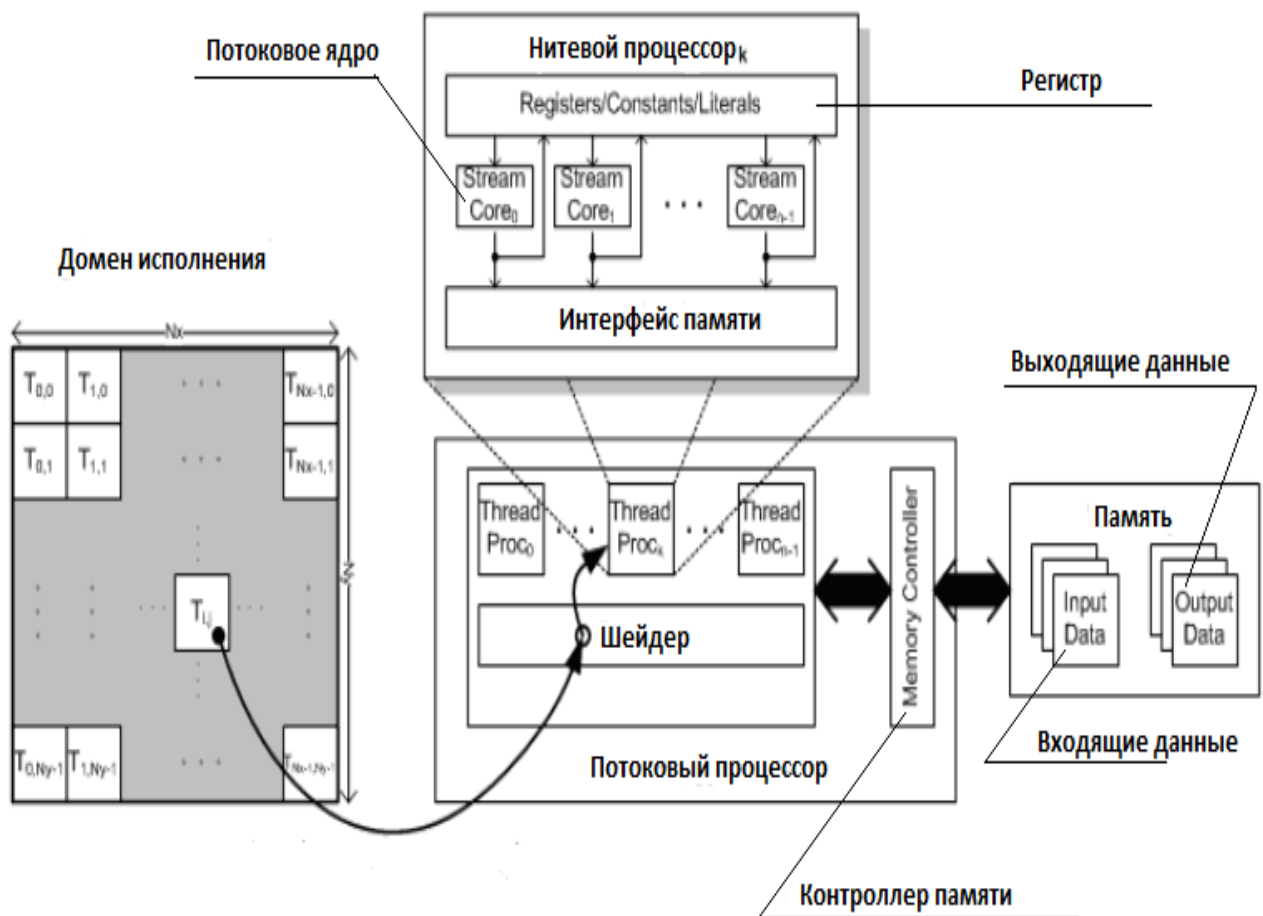 Потоковое ядро
Нитевой процессор k
Регистр
Registers/Constants/Literals
Stream Core0
Stream Core1
. . .
Stream Coren-1
Интерфейс памяти
Домен исполнения
Nx
Ny
T0,0 T1,0 . . . TNx-1,0
T0,1 T1,1 . . . TNx-1,1
Ti,j
T0,Ny-1 T1,Ny-1 . . . TNx-1,Ny-1
Выходящие данные
Thread Proc0
. . .
Thread Prock
. . .
Thread Procn-1
Шейдер
Потоковый процессор
Memory Controller
Память
Input Data
Output Data
Входящие данные
Контроллер памяти